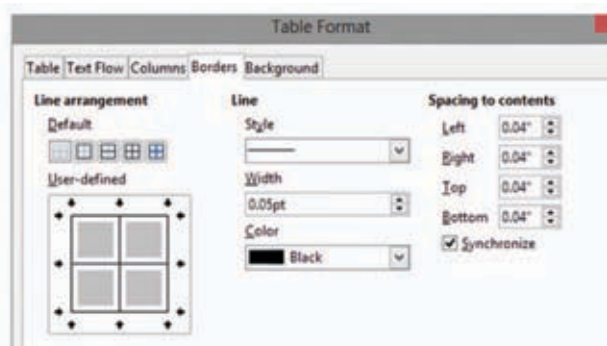 Table Format
Table Text Flow Columns Borders Background
Line arrangement
Default
User-defined
Line
Style
Width
0.05pt
Color
Black
Spacing to contents
Left 0.04"
Right 0.04"
Top 0.04"
Bottom 0.04"
Synchronize